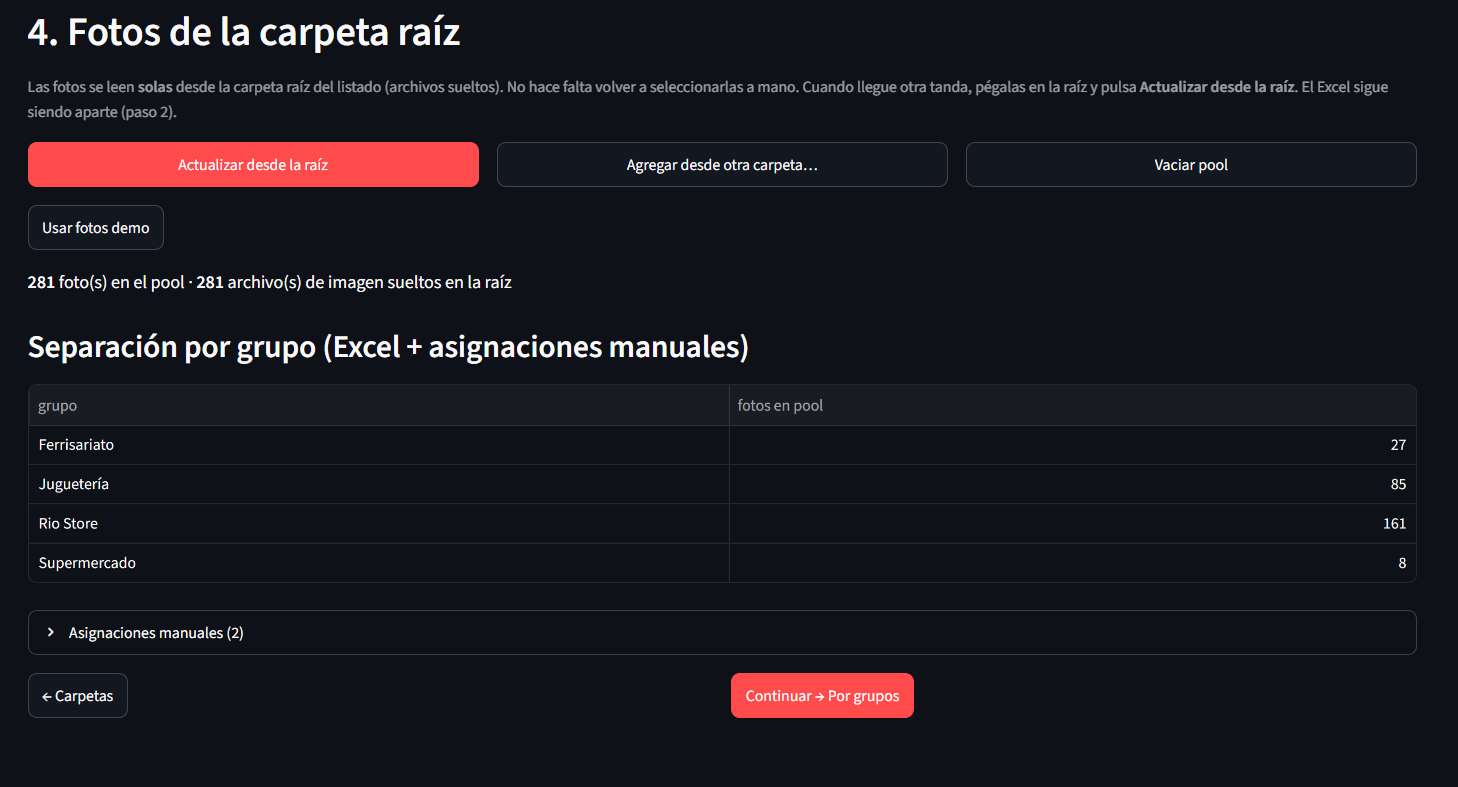 4. Fotos de la carpeta raíz
Las fotos se leen solas desde la carpeta raíz del listado (archivos sueltos). No hace falta volver a seleccionarlas a mano. Cuando llegue otra tanda, pégalas en la raíz y pulsa Actualizar desde la raíz. El Excel sigue
siendo aparte (paso 2).
Actualizar desde la raíz
Agregar desde otra carpeta...
Vaciar pool
Usar fotos demo
281 foto(s) en el pool · 281 archivo(s) de imagen sueltos en la raíz
Separación por grupo (Excel + asignaciones manuales)
grupo fotos en pool
Ferrisariato 27
Juguetería 85
Rio Store 161
Supermercado 8
Asignaciones manuales (2)
← Carpetas
Continuar → Por grupos